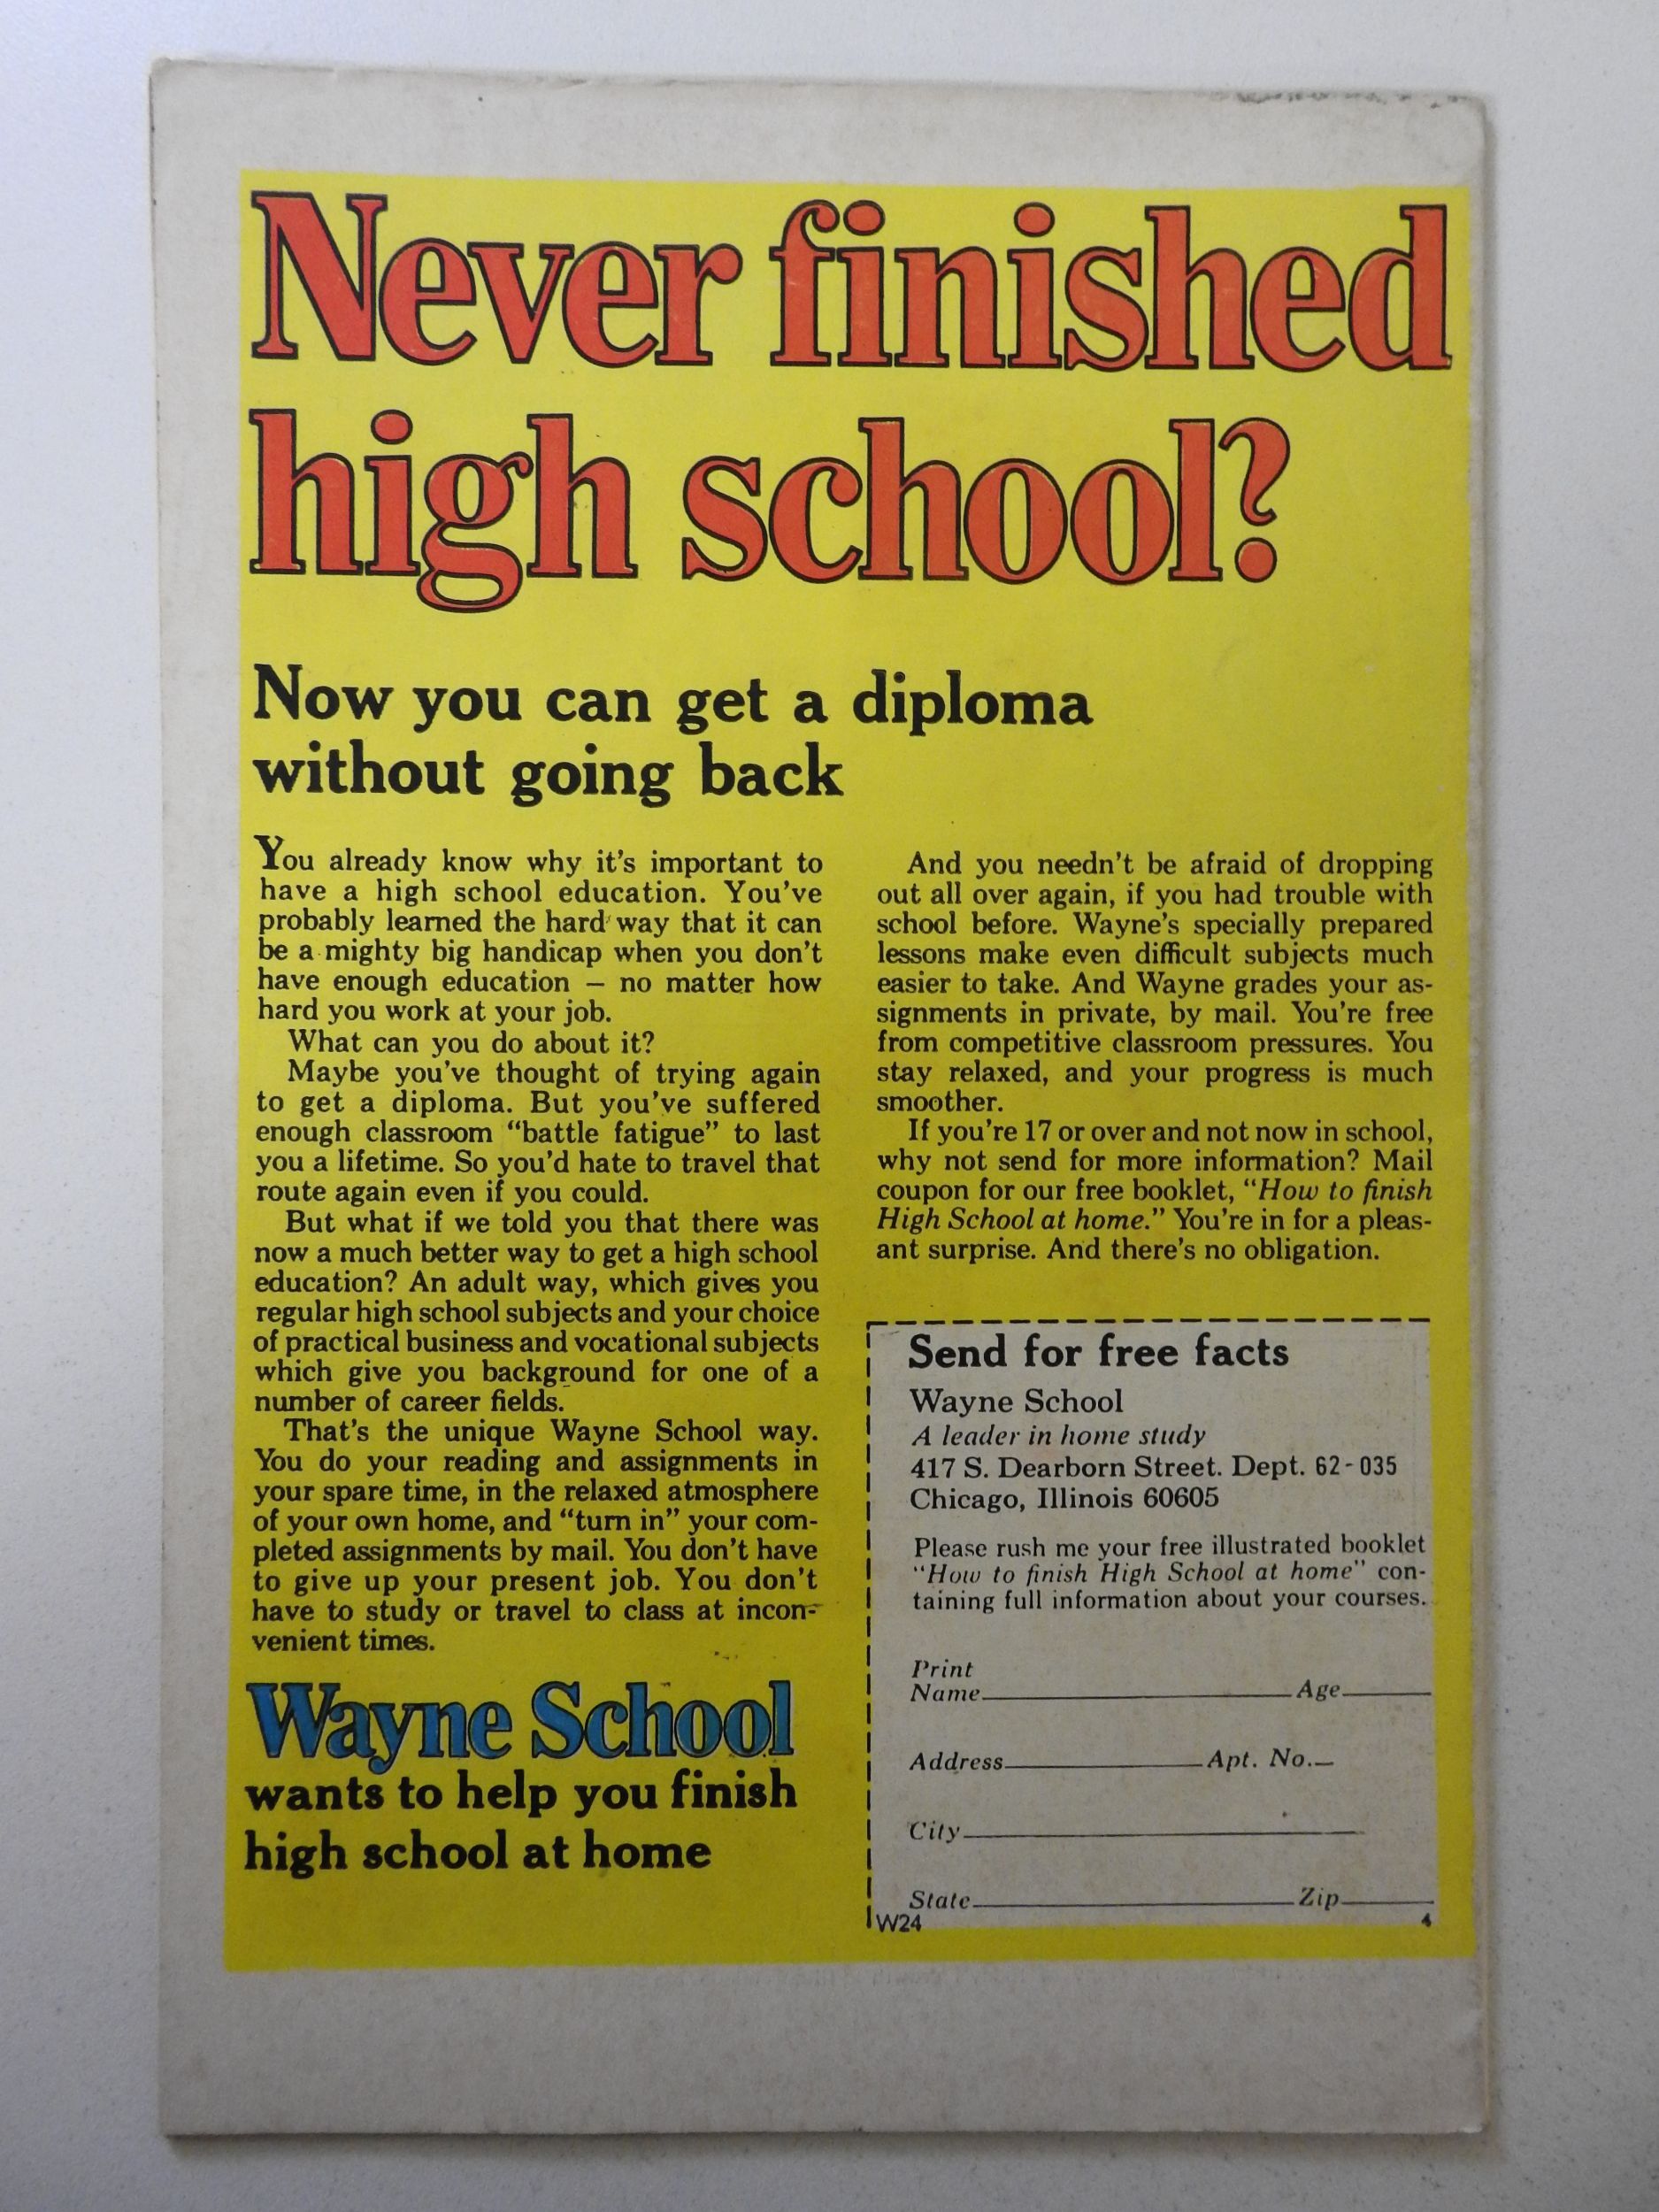 Never finished
high school?
Now you can get a diploma
without going back
You already know why it's important to
have a high school education. You've
probably learned the hard way that it can
be a mighty big handicap when you don't
have enough education – no matter how
hard you work at your job.
What can you do about it?
Maybe you've thought of trying again
to get a diploma. But you've suffered
enough classroom “battle fatigue” to last
you a lifetime. So you'd hate to travel that
route again even if you could.
But what if we told you that there was
now a much better way to get a high school
education? An adult way, which gives you
regular high school subjects and your choice
of practical business and vocational subjects
which give you background for one of a
number of career fields.
That's the unique Wayne School way.
You do your reading and assignments in
your spare time, in the relaxed atmosphere
of your own home, and “turn in” your com-
pleted assignments by mail. You don't have
to give up your present job. You don't
have to study or travel to class at incon-
venient times.
Wayne School
wants to help you finish
high school at home
And you needn't be afraid of dropping
out all over again, if you had trouble with
school before. Wayne's specially prepared
lessons make even difficult subjects much
easier to take. And Wayne grades your as-
signments in private, by mail. You're free
from competitive classroom pressures. You
stay relaxed, and your progress is much
smoother.
If you're 17 or over and not now in school,
why not send for more information? Mail
coupon for our free booklet, “How to finish
High School at home.” You're in for a pleas-
ant surprise. And there's no obligation.
Send for free facts
Wayne School
A leader in home study
417 S. Dearborn Street. Dept. 62-035
Chicago, Illinois 60605
Please rush me your free illustrated booklet
“How to finish High School at home” con-
taining full information about your courses.
Print
Name Age
Address Apt. No.
City
State Zip
W24 4